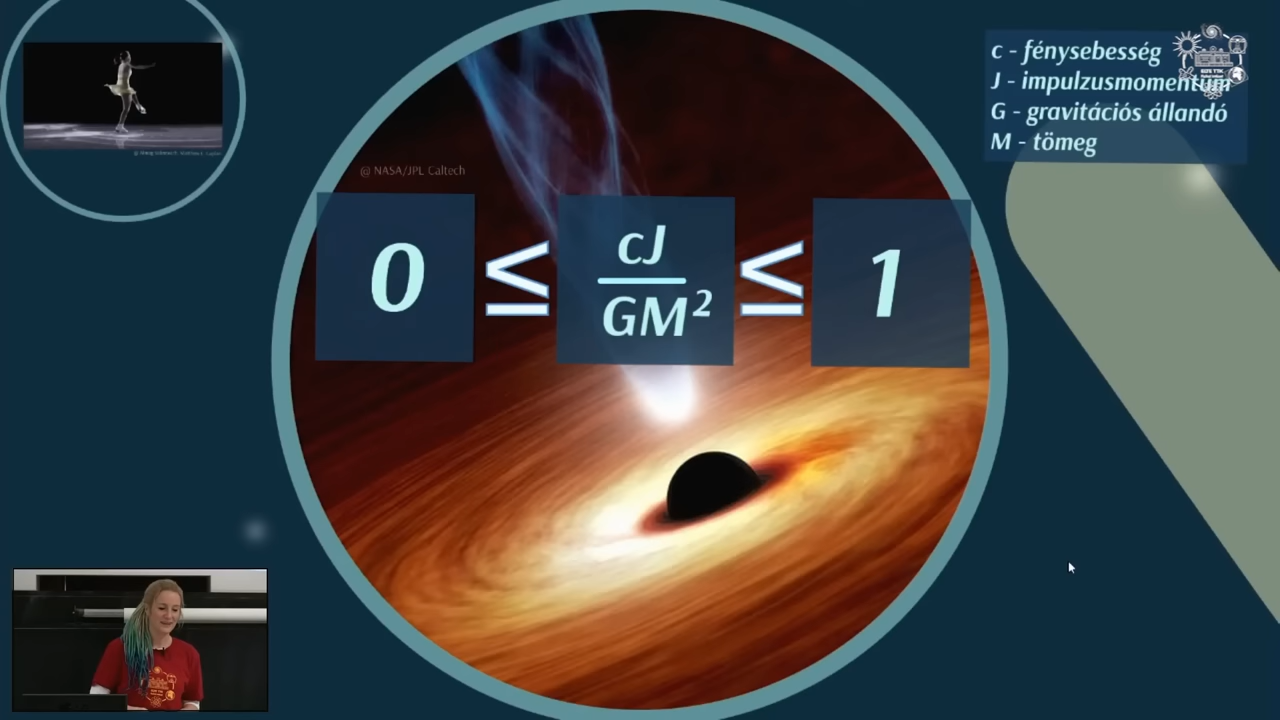 c - fénysebesség
J - impulzusmomentum
G - gravitációs állandó
M - tömeg
@ NASA/JPL Caltech
0 ≤ cJ/GM² ≤ 1